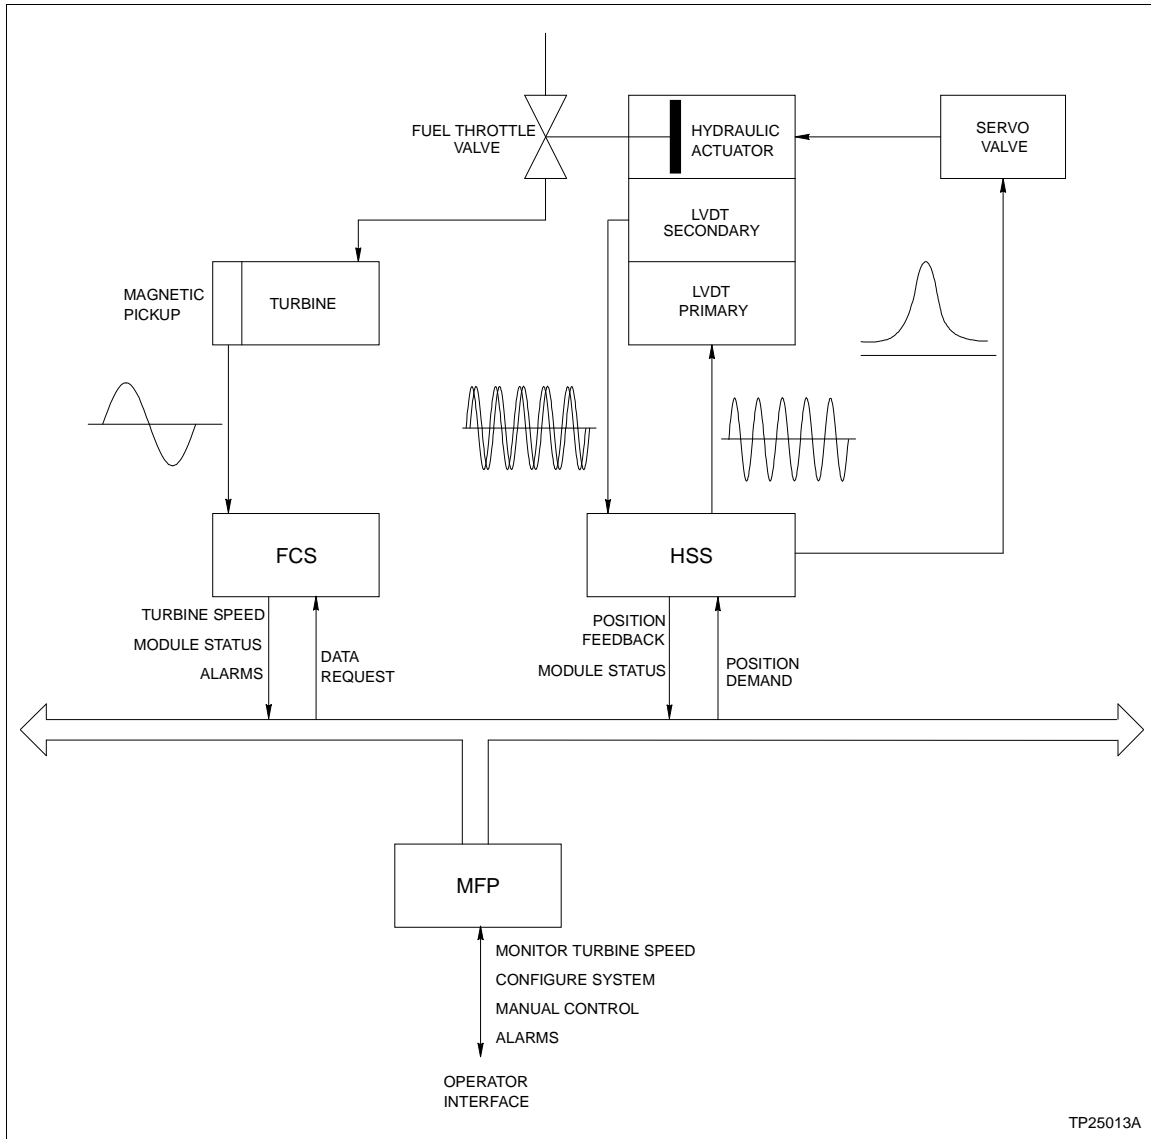 FUEL THROTTLE
VALVE
HYDRAULIC
ACTUATOR
SERVO
VALVE
LVDT
SECONDARY
LVDT
PRIMARY
MAGNETIC
PICKUP
TURBINE
FCS
HSS
TURBINE SPEED
MODULE STATUS
ALARMS
DATA
REQUEST
POSITION
FEEDBACK
MODULE STATUS
POSITION
DEMAND
MFP
MONITOR TURBINE SPEED
CONFIGURE SYSTEM
MANUAL CONTROL
ALARMS
OPERATOR
INTERFACE
TP25013A